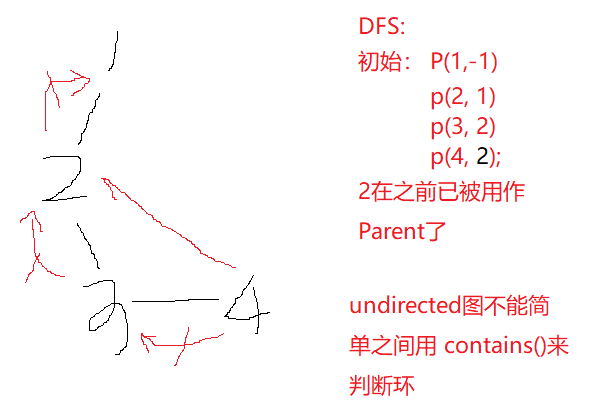 1
2
3
4
DFS:
初始： P(1,-1)
p(2, 1)
p(3, 2)
p(4, 2);
2在之前已被用作
Parent了
undirected图不能简
单之间用 contains()来
判断环